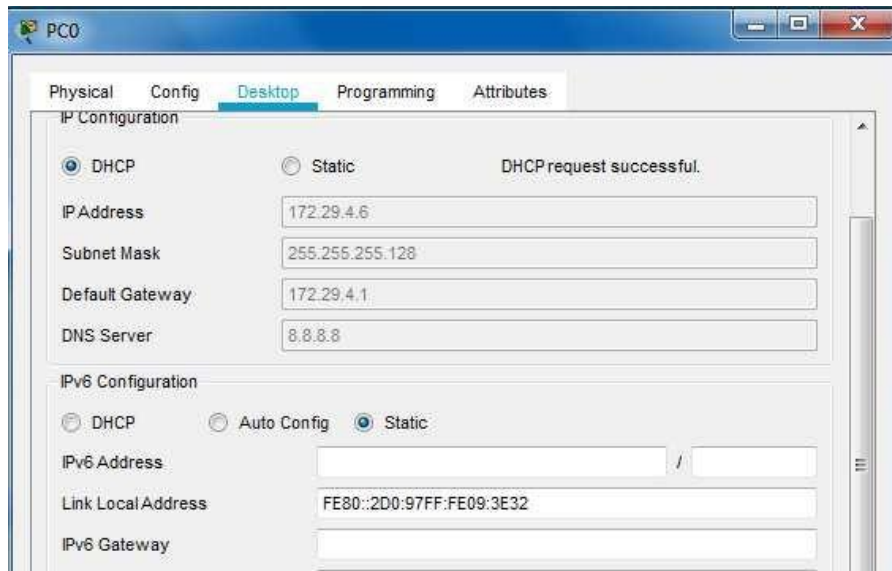 PC0
Physical Config Desktop Programming Attributes
IP Configuration
DHCP Static DHCP request successful.
IP Address 172.29.4.6
Subnet Mask 255.255.255.128
Default Gateway 172.29.4.1
DNS Server 8.8.8.8
IPv6 Configuration
DHCP Auto Config Static
IPv6 Address /
Link Local Address FE80::2D0:97FF:FE09:3E32
IPv6 Gateway